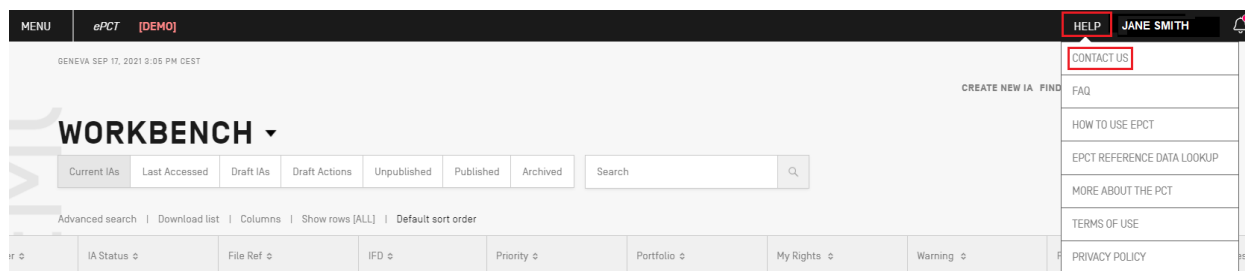 MENU ePCT [DEMO] HELP JANE SMITH
GENEVA SEP 17, 2021 3:05 PM CEST
CONTACT US
CREATE NEW IA FIND
FAQ
WORKBENCH
HOW TO USE EPCT
Current IAs Last Accessed Draft IAs Draft Actions Unpublished Published Archived Search
EPCT REFERENCE DATA LOOKUP
MORE ABOUT THE PCT
Advanced search | Download list | Columns | Show rows [ALL] | Default sort order
TERMS OF USE
IA Status File Ref IFD Priority Portfolio My Rights Warning
PRIVACY POLICY